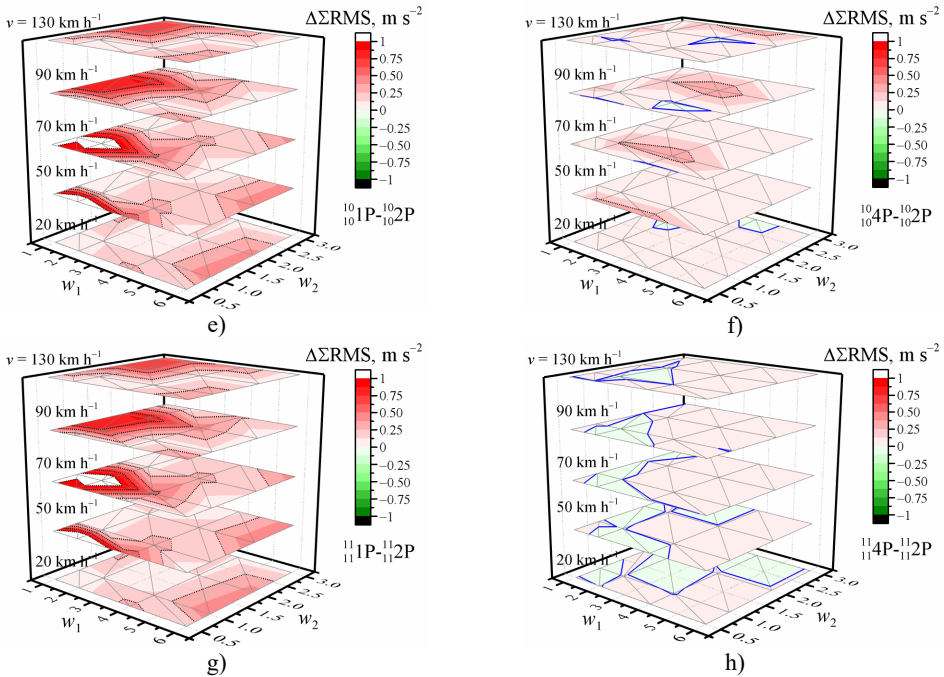 v = 130 km h⁻¹
90 km h⁻¹
70 km h⁻¹
50 km h⁻¹
20 km h⁻¹
1 2 3 4 5 6
w₁
0.5 1.0 1.5 2.0 2.5 3.0
w₂
ΔΣRMS, m s⁻²
1
0.75
0.50
0.25
0
−0.25
−0.50
−0.75
−1
¹⁰₁₀1P-¹⁰₁₀2P
e)
v = 130 km h⁻¹
90 km h⁻¹
70 km h⁻¹
50 km h⁻¹
20 km h⁻¹
1 2 3 4 5 6
w₁
0.5 1.0 1.5 2.0 2.5 3.0
w₂
ΔΣRMS, m s⁻²
1
0.75
0.50
0.25
0
−0.25
−0.50
−0.75
−1
¹⁰₁₀4P-¹⁰₁₀2P
f)
v = 130 km h⁻¹
90 km h⁻¹
70 km h⁻¹
50 km h⁻¹
20 km h⁻¹
1 2 3 4 5 6
w₁
0.5 1.0 1.5 2.0 2.5 3.0
w₂
ΔΣRMS, m s⁻²
1
0.75
0.50
0.25
0
−0.25
−0.50
−0.75
−1
¹¹₁₁1P-¹¹₁₁2P
g)
v = 130 km h⁻¹
90 km h⁻¹
70 km h⁻¹
50 km h⁻¹
20 km h⁻¹
1 2 3 4 5 6
w₁
0.5 1.0 1.5 2.0 2.5 3.0
w₂
ΔΣRMS, m s⁻²
1
0.75
0.50
0.25
0
−0.25
−0.50
−0.75
−1
¹¹₁₁4P-¹¹₁₁2P
h)